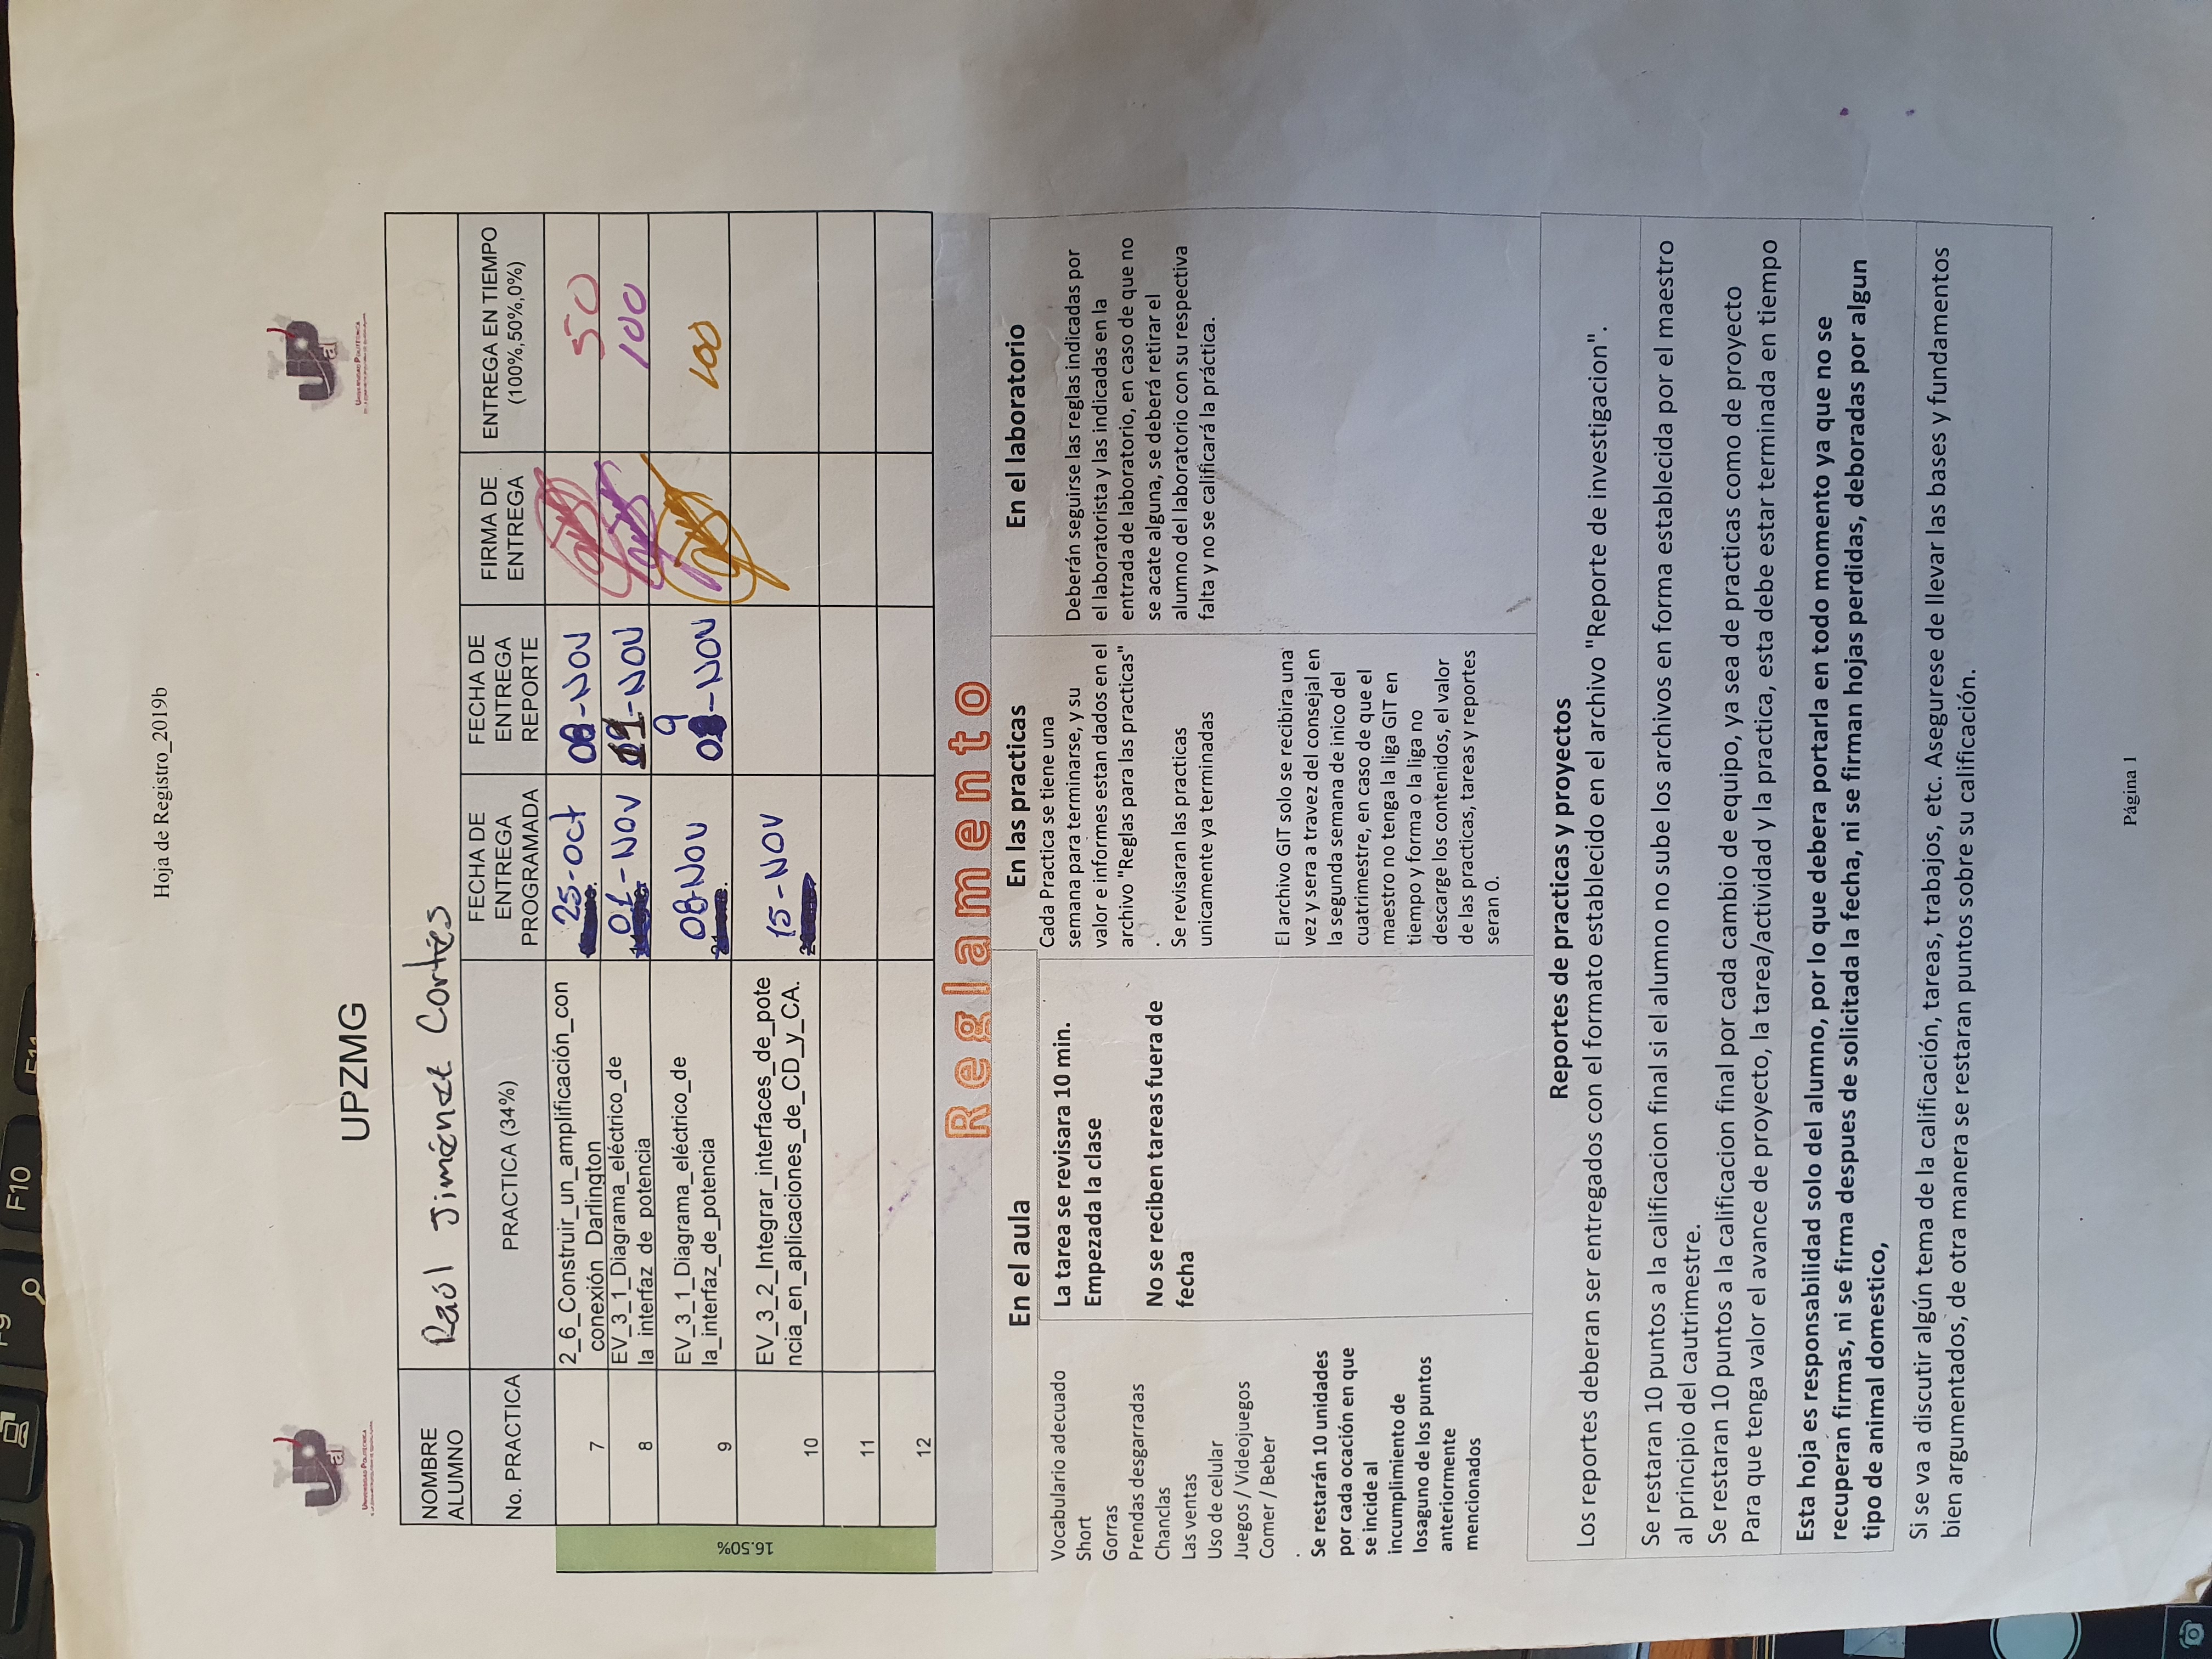 F9
F10
F11
Hoja de Registro_2019b
UPZMG
UNIVERSIDAD POLITÉCNICA
UNIVERSIDAD POLITÉCNICA
NOMBRE
ALUMNO
Raúl Jiménez Cortés
No. PRACTICA
PRACTICA (34%)
FECHA DE
ENTREGA
PROGRAMADA
FECHA DE
ENTREGA
REPORTE
FIRMA DE
ENTREGA
ENTREGA EN TIEMPO
(100%,50%,0%)
16.50%
7
2_6_Construir_un_amplificación_con
_conexión_Darlington
25-oct
08-NOV
50
8
EV_3_1_Diagrama_eléctrico_de
la_interfaz_de_potencia
01-NOV
-NOV
100
9
EV_3_1_Diagrama_eléctrico_de
la_interfaz_de_potencia
08-NOV
9
-NOV
100
10
EV_3_2_Integrar_interfaces_de_pote
ncia_en_aplicaciones_de_CD_y_CA.
15-NOV
11
12
Reglamento
En el aula
Vocabulario adecuado
Short
Gorras
Prendas desgarradas
Chanclas
Las ventas
Uso de celular
Juegos / Videojuegos
Comer / Beber
.
Se restarán 10 unidades
por cada ocación en que
se incide al
incumplimiento de
losaguno de los puntos
anteriormente
mencionados
La tarea se revisara 10 min.
Empezada la clase
No se reciben tareas fuera de
fecha
En las practicas
Cada Practica se tiene una
semana para terminarse, y su
valor e informes estan dados en el
archivo "Reglas para las practicas"
.
Se revisaran las practicas
unicamente ya terminadas
El archivo GIT solo se recibira una
vez y sera a travez del consejal en
la segunda semana de inico del
cuatrimestre, en caso de que el
maestro no tenga la liga GIT en
tiempo y forma o la liga no
descarge los contenidos, el valor
de las practicas, tareas y reportes
seran 0.
En el laboratorio
Deberán seguirse las reglas indicadas por
el laboratorista y las indicadas en la
entrada de laboratorio, en caso de que no
se acate alguna, se deberá retirar el
alumno del laboratorio con su respectiva
falta y no se calificará la práctica.
Reportes de practicas y proyectos
Los reportes deberan ser entregados con el formato establecido en el archivo "Reporte de investigacion".
Se restaran 10 puntos a la calificacion final si el alumno no sube los archivos en forma establecida por el maestro
al principio del cautrimestre.
Se restaran 10 puntos a la calificacion final por cada cambio de equipo, ya sea de practicas como de proyecto
Para que tenga valor el avance de proyecto, la tarea/actividad y la practica, esta debe estar terminada en tiempo
Esta hoja es responsabilidad solo del alumno, por lo que debera portarla en todo momento ya que no se
recuperan firmas, ni se firma despues de solicitada la fecha, ni se firman hojas perdidas, deboradas por algun
tipo de animal domestico,
Si se va a discutir algún tema de la calificación, tareas, trabajos, etc. Asegurese de llevar las bases y fundamentos
bien argumentados, de otra manera se restaran puntos sobre su calificación.
Página 1